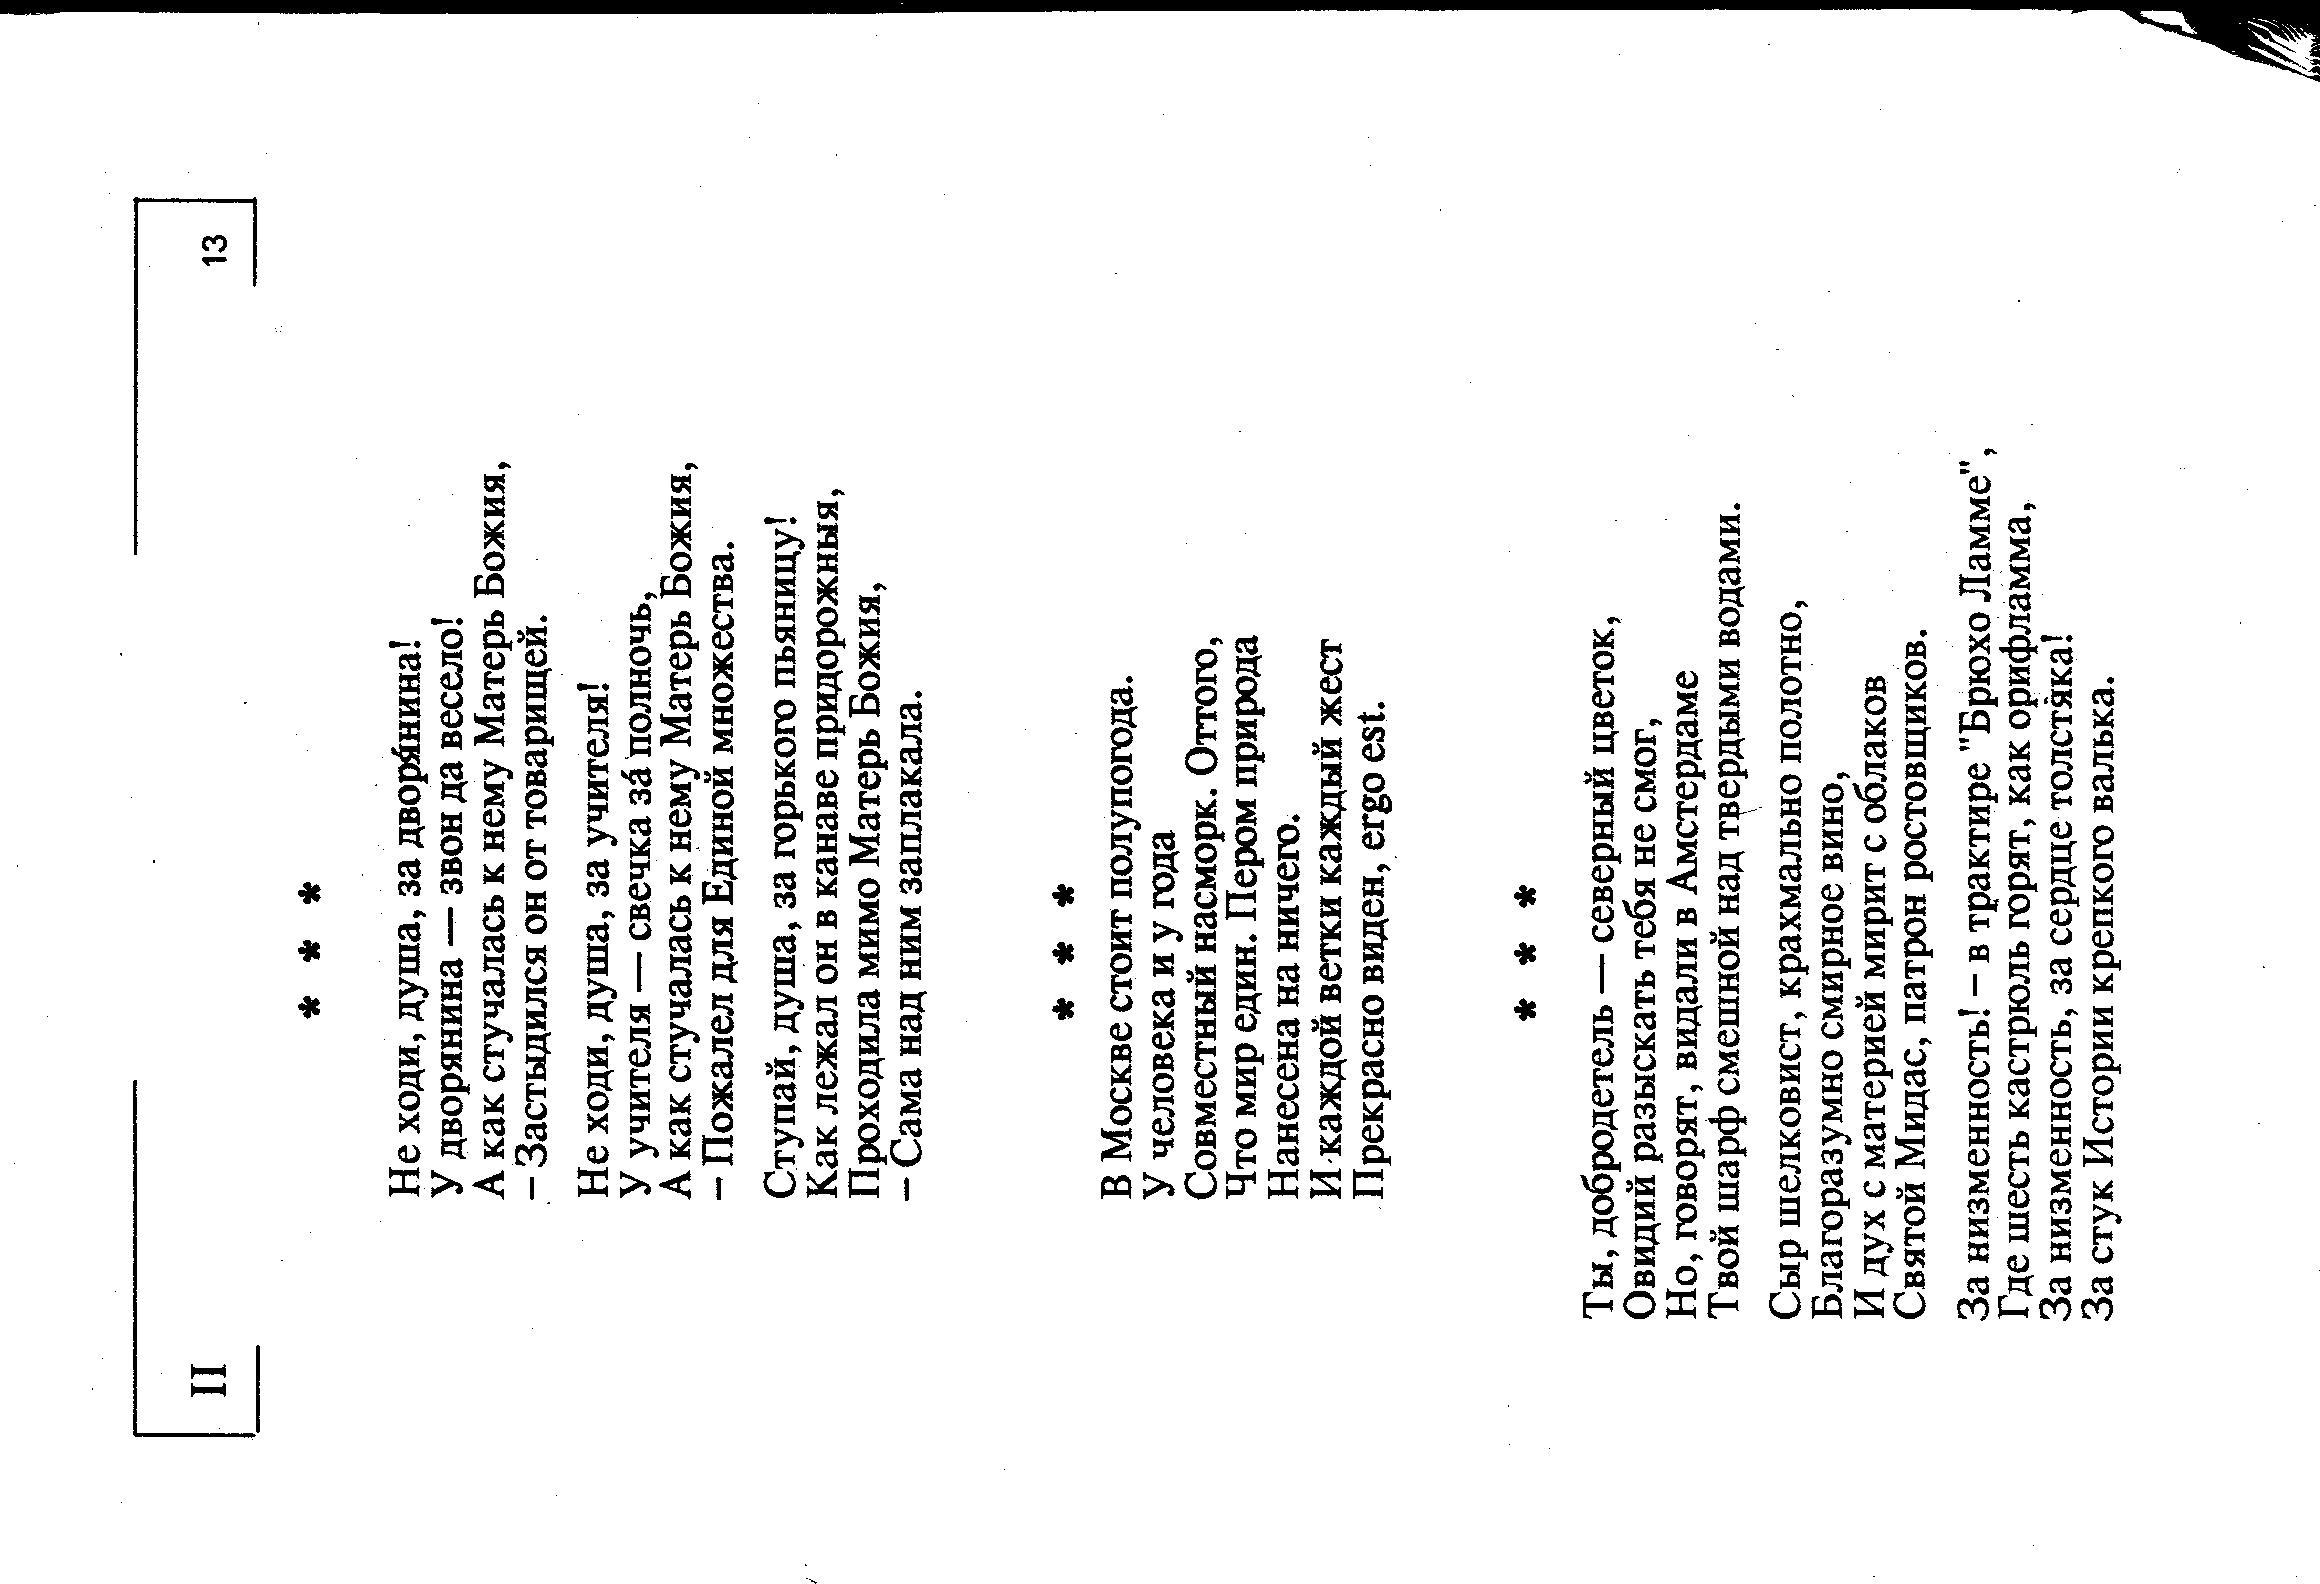 II
13
* * *
Не ходи, душа, за дворя́нина!
У дворянина — звон да весело!
А как стучалась к нему Матерь Божия,
– Застыдился он от товарищей.
Не ходи, душа, за учителя!
У учителя — свечка за́ полночь,
А как стучалась к нему Матерь Божия,
– Пожалел для Единой множества.
Ступай, душа, за горького пьяницу!
Как лежал он в канаве придорожныя,
Проходила мимо Матерь Божия,
– Сама над ним заплакала.
* * *
В Москве стоит полупогода.
У человека и у года
Совместный насморк. Оттого,
Что мир един. Пером природа
Нанесена на ничего.
И каждой ветки каждый жест
Прекрасно виден, ergo est.
* * *
Ты, добродетель — северный цветок,
Овидий разыскать тебя не смог,
Но, говорят, видали в Амстердаме
Твой шарф смешной над твердыми водами.
Сыр шелковист, крахмально полотно,
Благоразумно смирное вино,
И дух с материей мирит с облаков
Святой Мидас, патрон ростовщиков.
За низменность! – в трактире "Брюхо Ламме",
Где шесть кастрюль горят, как орифламма,
За низменность, за сердце толстяка!
За стук Истории крепкого валька.